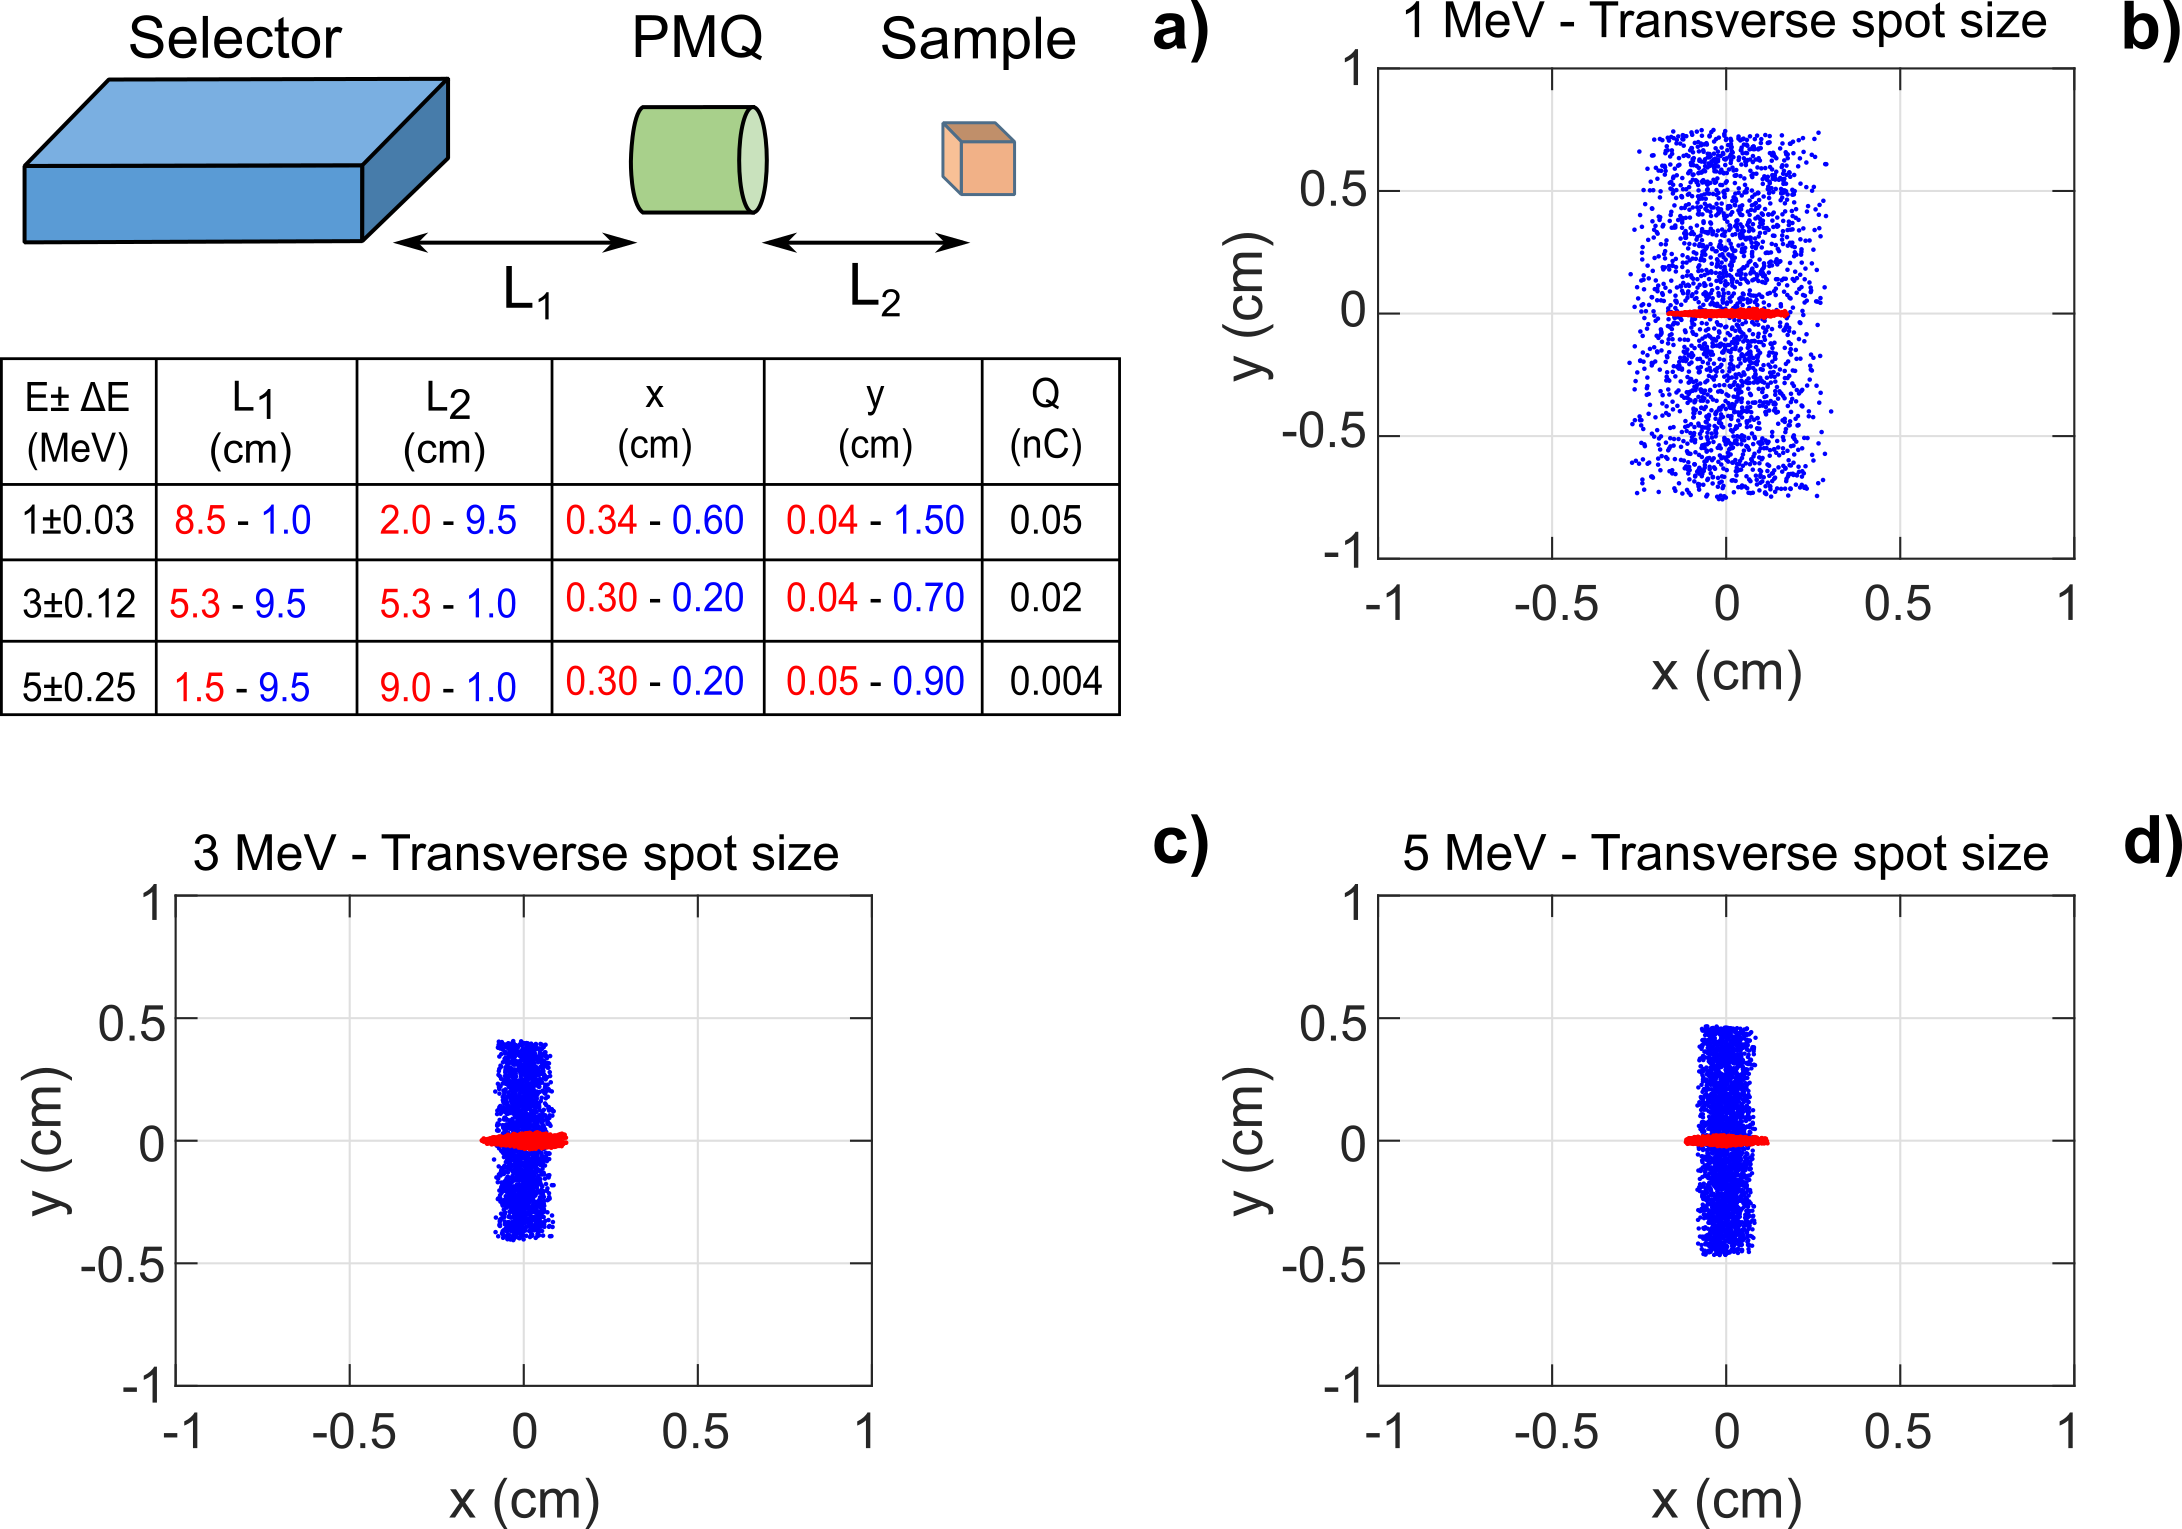 Selector
PMQ
Sample
a)
L1
L2
E± ΔE (MeV) L1 (cm) L2 (cm) x (cm) y (cm) Q (nC)
1±0.03 8.5 - 1.0 2.0 - 9.5 0.34 - 0.60 0.04 - 1.50 0.05
3±0.12 5.3 - 9.5 5.3 - 1.0 0.30 - 0.20 0.04 - 0.70 0.02
5±0.25 1.5 - 9.5 9.0 - 1.0 0.30 - 0.20 0.05 - 0.90 0.004
1 MeV - Transverse spot size
b)
1
0.5
0
-0.5
-1
y (cm)
-1 -0.5 0 0.5 1
x (cm)
3 MeV - Transverse spot size
c)
1
0.5
0
-0.5
-1
y (cm)
-1 -0.5 0 0.5 1
x (cm)
5 MeV - Transverse spot size
d)
1
0.5
0
-0.5
-1
y (cm)
-1 -0.5 0 0.5 1
x (cm)